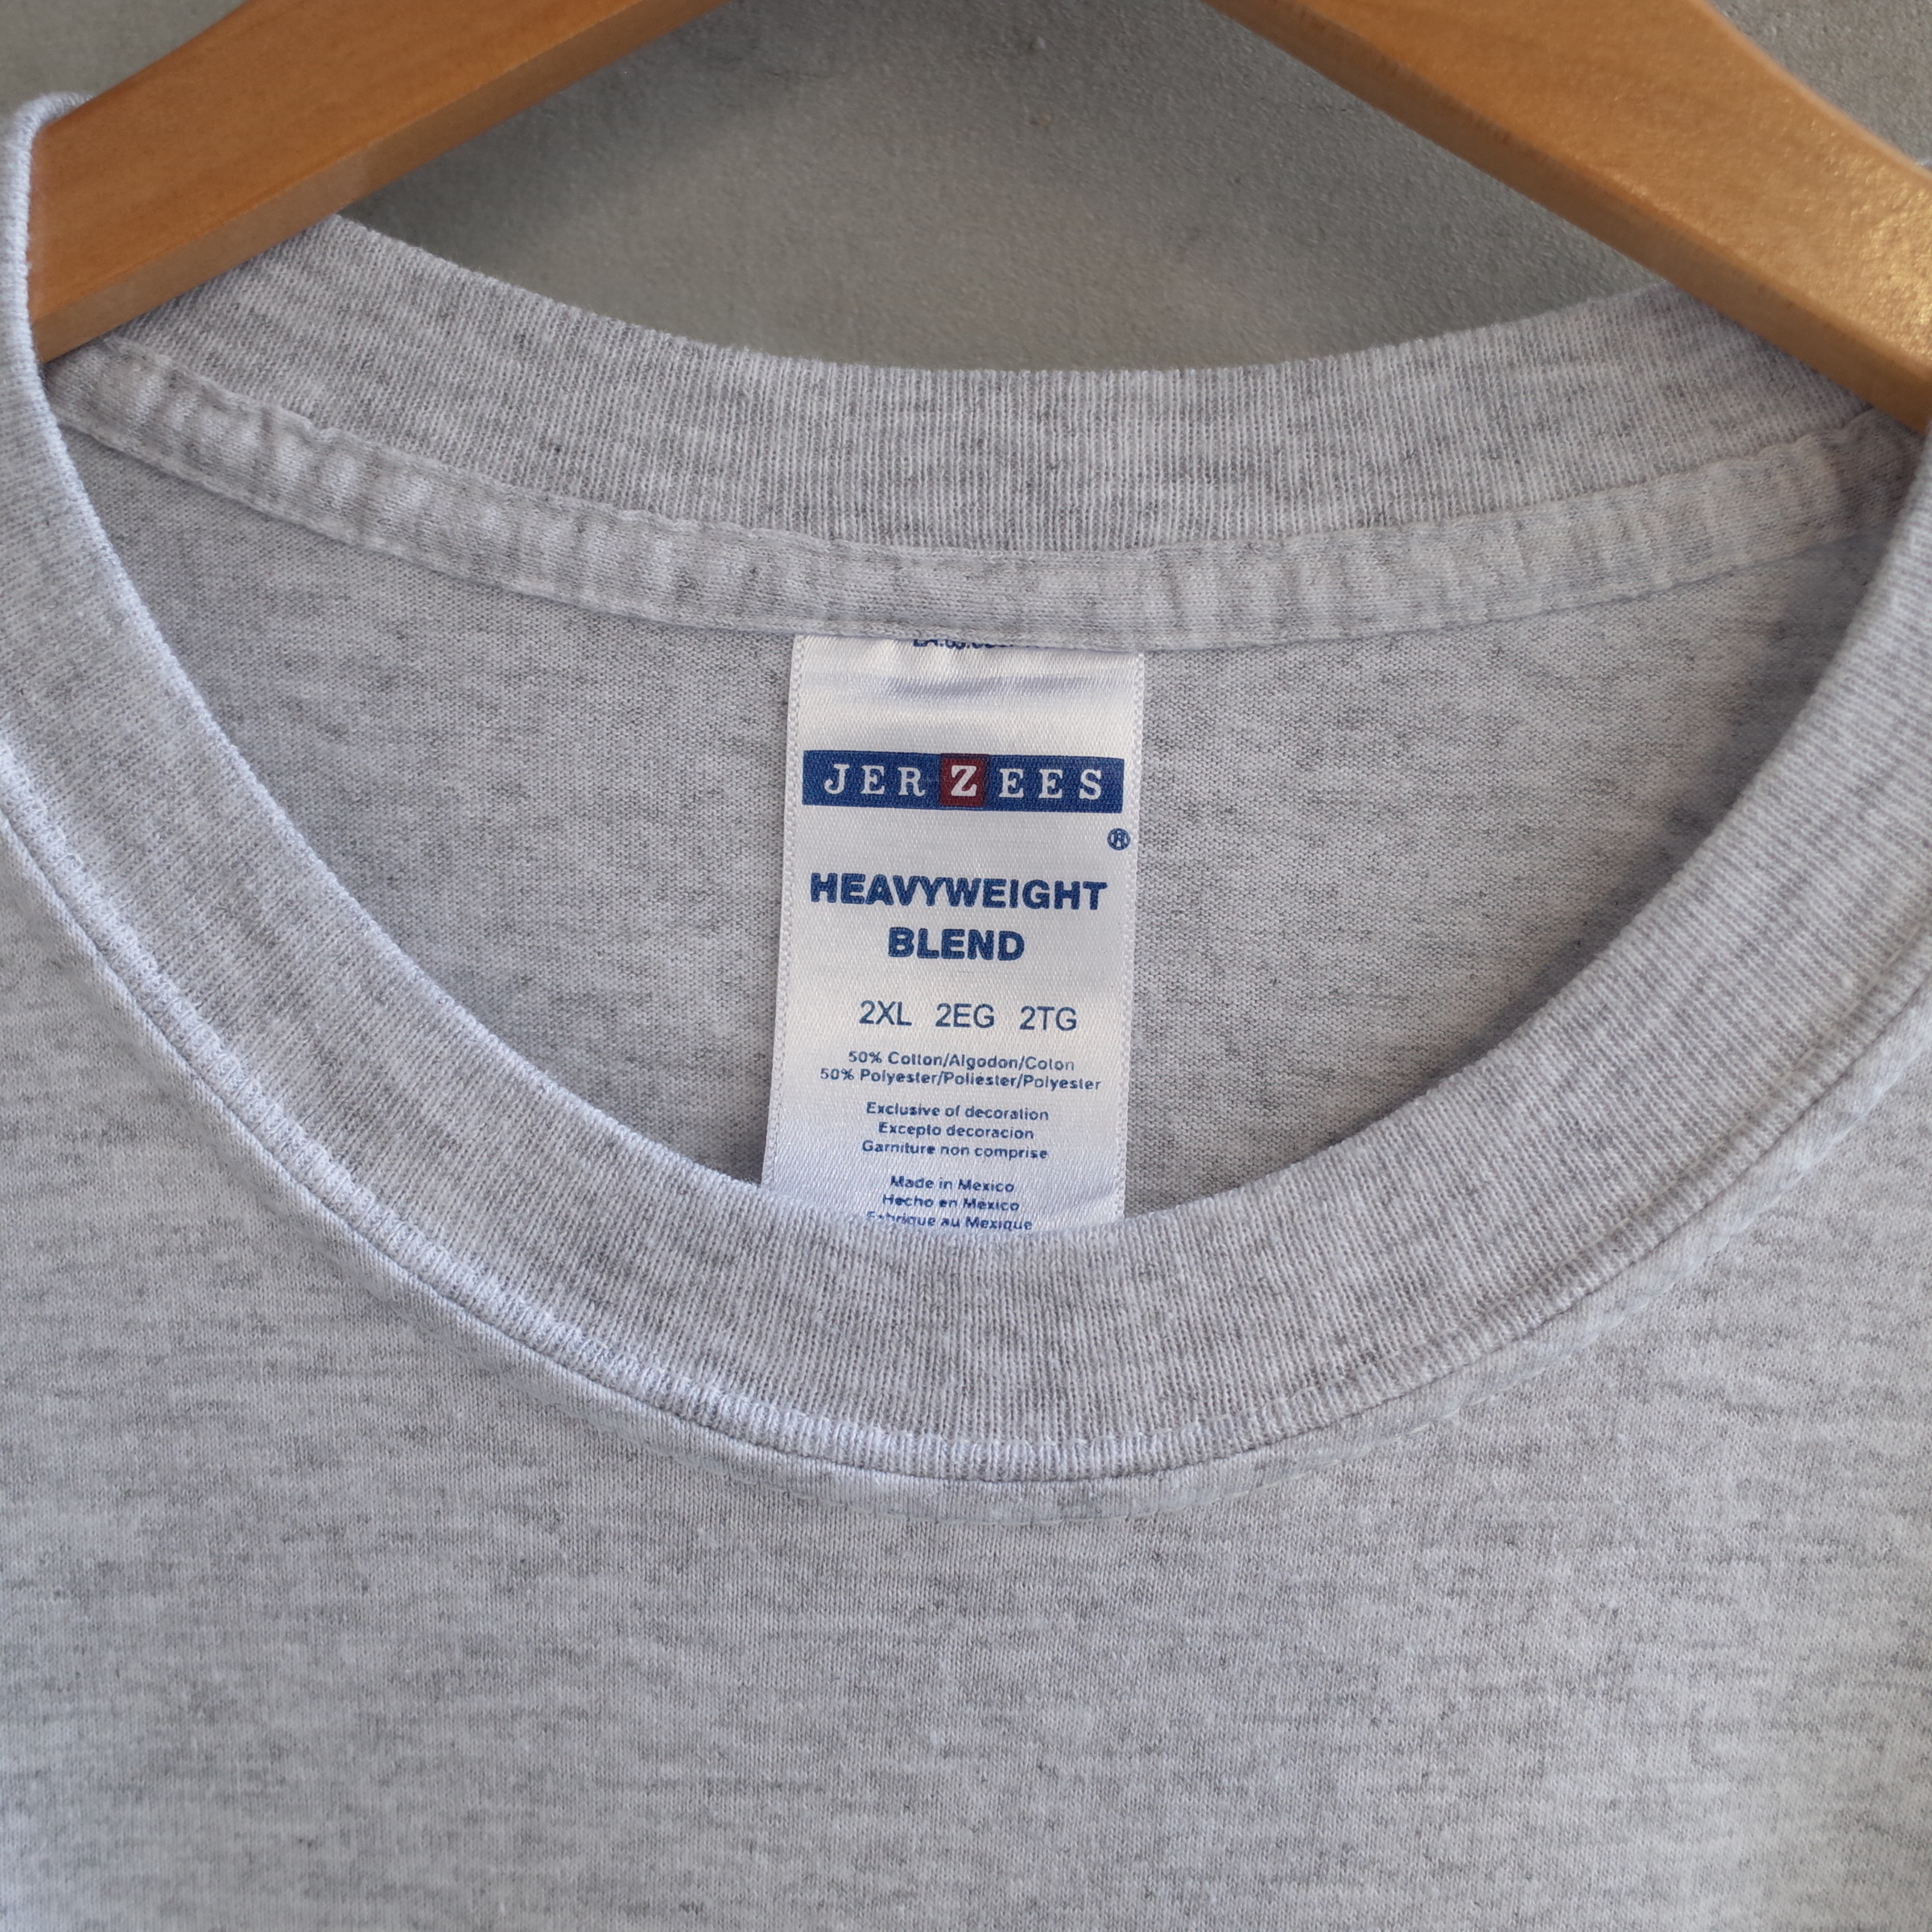 JERZEES
®
HEAVYWEIGHT
BLEND
2XL 2EG 2TG
50% Cotton/Algodon/Coton
50% Polyester/Poliester/Polyester
Exclusive of decoration
Excepto decoracion
Garniture non comprise
Made in Mexico
Hecho en Mexico
Fabrique au Mexique